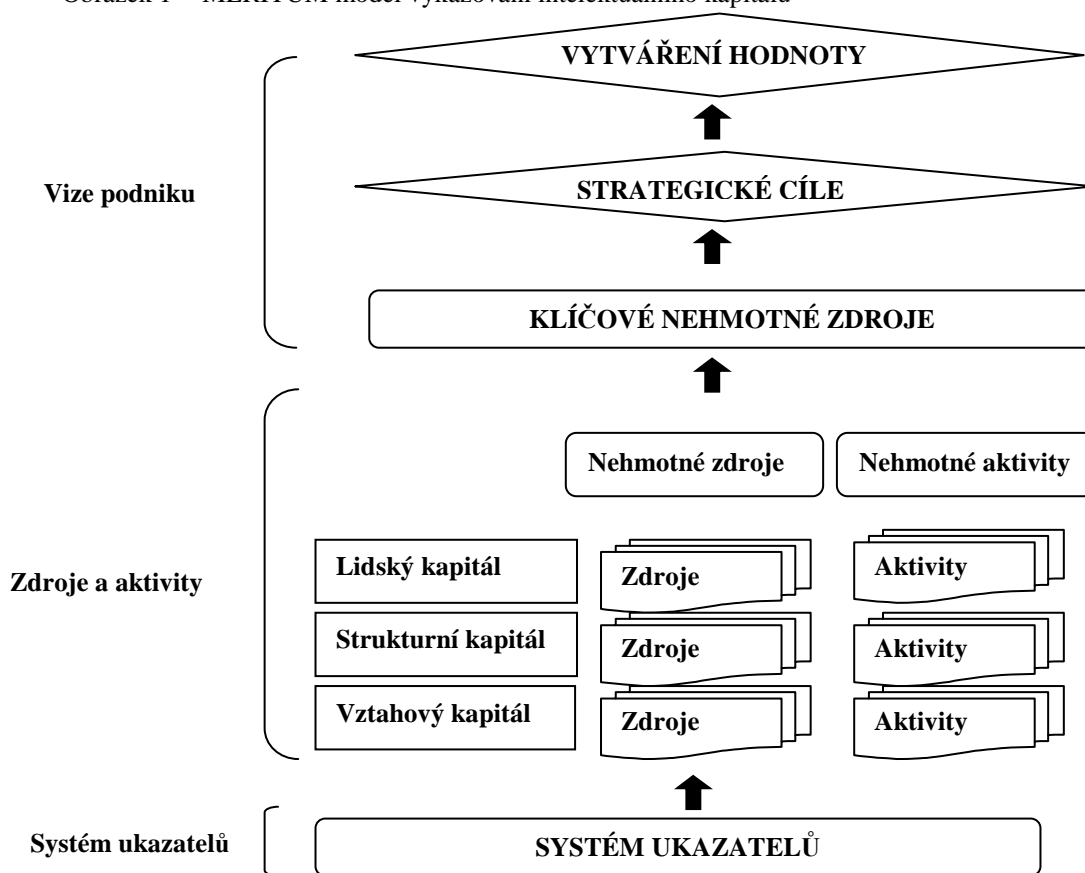 VYTVÁŘENÍ HODNOTY
Vize podniku
STRATEGICKÉ CÍLE
KLÍČOVÉ NEHMOTNÉ ZDROJE
Nehmotné zdroje
Nehmotné aktivity
Zdroje a aktivity
Lidský kapitál
Zdroje
Aktivity
Strukturní kapitál
Zdroje
Aktivity
Vztahový kapitál
Zdroje
Aktivity
Systém ukazatelů
SYSTÉM UKAZATELŮ